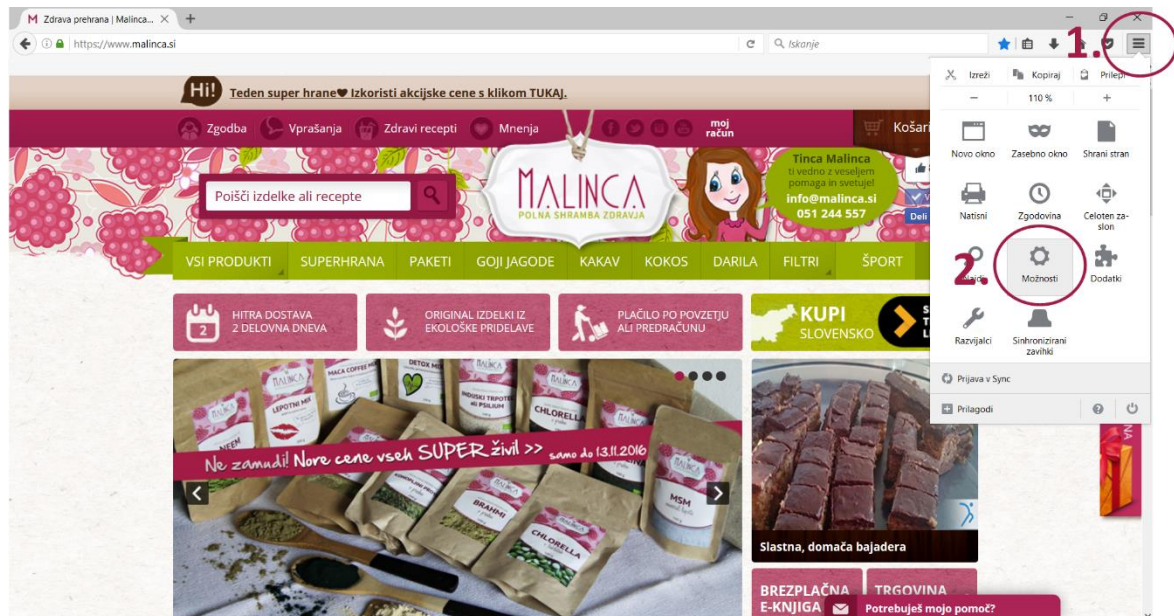 Zdrava prehrana | Malinca...
https://www.malinca.si
Iskanje
1.
Izreži
Kopiraj
Prilepi
110 %
Novo okno
Zasebno okno
Shrani stran
Natisni
Zgodovina
Celoten za-
slon
2.
Možnosti
Dodatki
Razvijalci
Sinhronizirani
zavihki
Prijava v Sync
Prilagodi
Hi!
Teden super hrane♥ Izkoristi akcijske cene s klikom TUKAJ.
Zgodba
Vprašanja
Zdravi recepti
Mnenja
moj
račun
Poišči izdelke ali recepte
MALINCA
POLNA SHRAMBA ZDRAVJA
Tinca Malinca
ti vedno z veseljem
pomaga in svetuje!
info@malinca.si
051 244 557
Deli
VSI PRODUKTI
SUPERHRANA
PAKETI
GOJI JAGODE
KAKAV
KOKOS
DARILA
FILTRI
ŠPORT
2
HITRA DOSTAVA
2 DELOVNA DNEVA
ORIGINAL IZDELKI IZ
EKOLOŠKE PRIDELAVE
PLAČILO PO POVZETJU
ALI PREDRAČUNU
KUPI
SLOVENSKO
MACA COFFEE MIX
DETOX MIX
LEPOTNI MIX
INDIJSKI TRPOTEC
ali PSILIUM
CHLORELLA
NEEM
BRAHMI
MSM
CHLORELLA
Ne zamudi! Nore cene vseh SUPER živil >> samo do 13.11.2016
Slastna, domača bajadera
BREZPLAČNA
E-KNJIGA
TRGOVINA
Potrebuješ mojo pomoč?